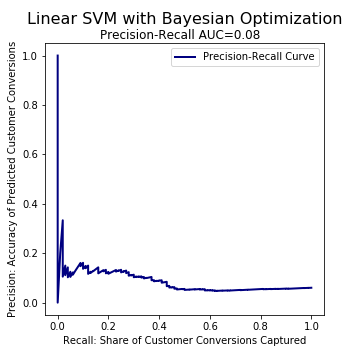 Linear SVM with Bayesian Optimization
Precision-Recall AUC=0.08
Precision-Recall Curve
Precision: Accuracy of Predicted Customer Conversions
1.0
0.8
0.6
0.4
0.2
0.0
0.0 0.2 0.4 0.6 0.8 1.0
Recall: Share of Customer Conversions Captured